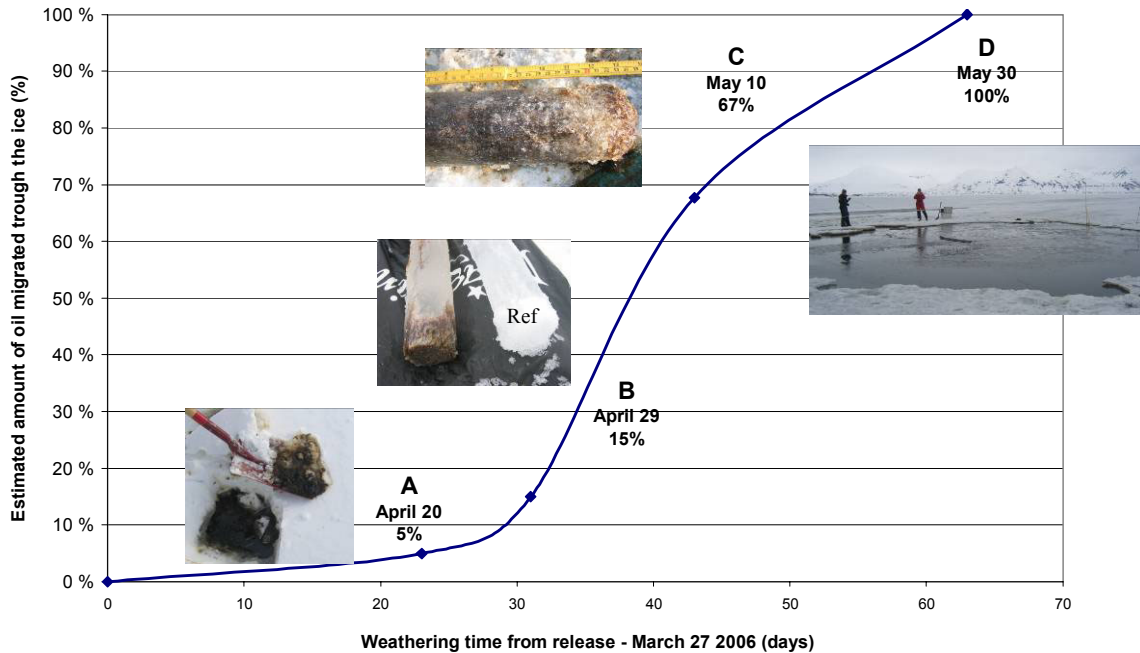 Estimated amount of oil migrated trough the ice (%)
100 %
90 %
80 %
70 %
60 %
50 %
40 %
30 %
20 %
10 %
0 %
A
April 20
5%
B
April 29
15%
C
May 10
67%
D
May 30
100%
Ref
0
10
20
30
40
50
60
70
Weathering time from release - March 27 2006 (days)